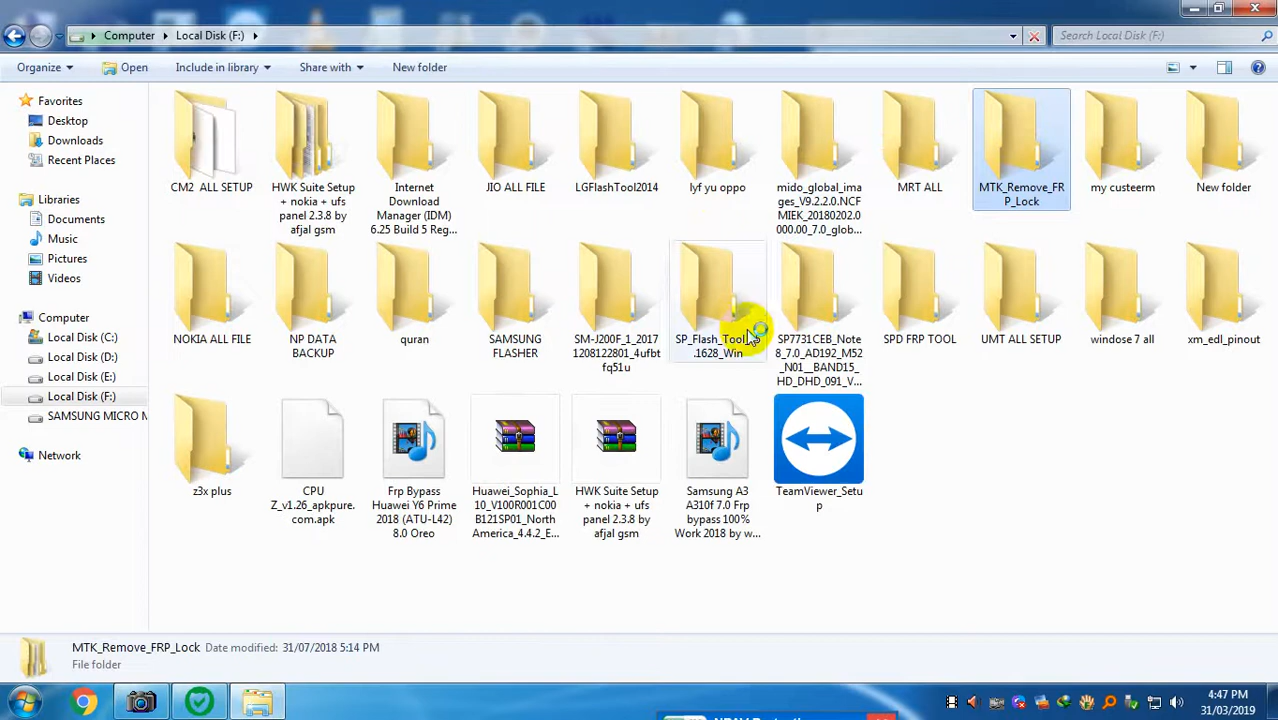 Computer Local Disk (F:) Search Local Disk (F:)
Organize Open Include in library Share with New folder
Favorites
Desktop
Downloads
Recent Places
Libraries
Documents
Music
Pictures
Videos
Computer
Local Disk (C:)
Local Disk (D:)
Local Disk (E:)
Local Disk (F:)
SAMSUNG MICRO M
Network
CM2 ALL SETUP
HWK Suite Setup
+ nokia + ufs
panel 2.3.8 by
afjal gsm
Internet
Download
Manager (IDM)
6.25 Build 5 Reg...
JIO ALL FILE
LGFlashTool2014
lyf yu oppo
mido_global_ima
ges_V9.2.2.0.NCF
MIEK_20180202.0
000.00_7.0_glob...
MRT ALL
MTK_Remove_FR
P_Lock
my custeerm
New folder
NOKIA ALL FILE
NP DATA
BACKUP
quran
SAMSUNG
FLASHER
SM-J200F_1_2017
1208122801_4ufbt
fq51u
SP_Flash_Tool
.1628_Win
SP7731CEB_Note
8_7.0_AD192_M52
_N01__BAND15_
HD_DHD_091_V...
SPD FRP TOOL
UMT ALL SETUP
windose 7 all
xm_edl_pinout
z3x plus
CPU
Z_v1.26_apkpure.
com.apk
Frp Bypass
Huawei Y6 Prime
2018 (ATU-L42)
8.0 Oreo
Huawei_Sophia_L
10_V100R001C00
B121SP01_North
America_4.4.2_E...
HWK Suite Setup
+ nokia + ufs
panel 2.3.8 by
afjal gsm
Samsung A3
A310f 7.0 Frp
bypass 100%
Work 2018 by w...
TeamViewer_Setu
p
MTK_Remove_FRP_Lock Date modified: 31/07/2018 5:14 PM
File folder
4:47 PM
31/03/2019